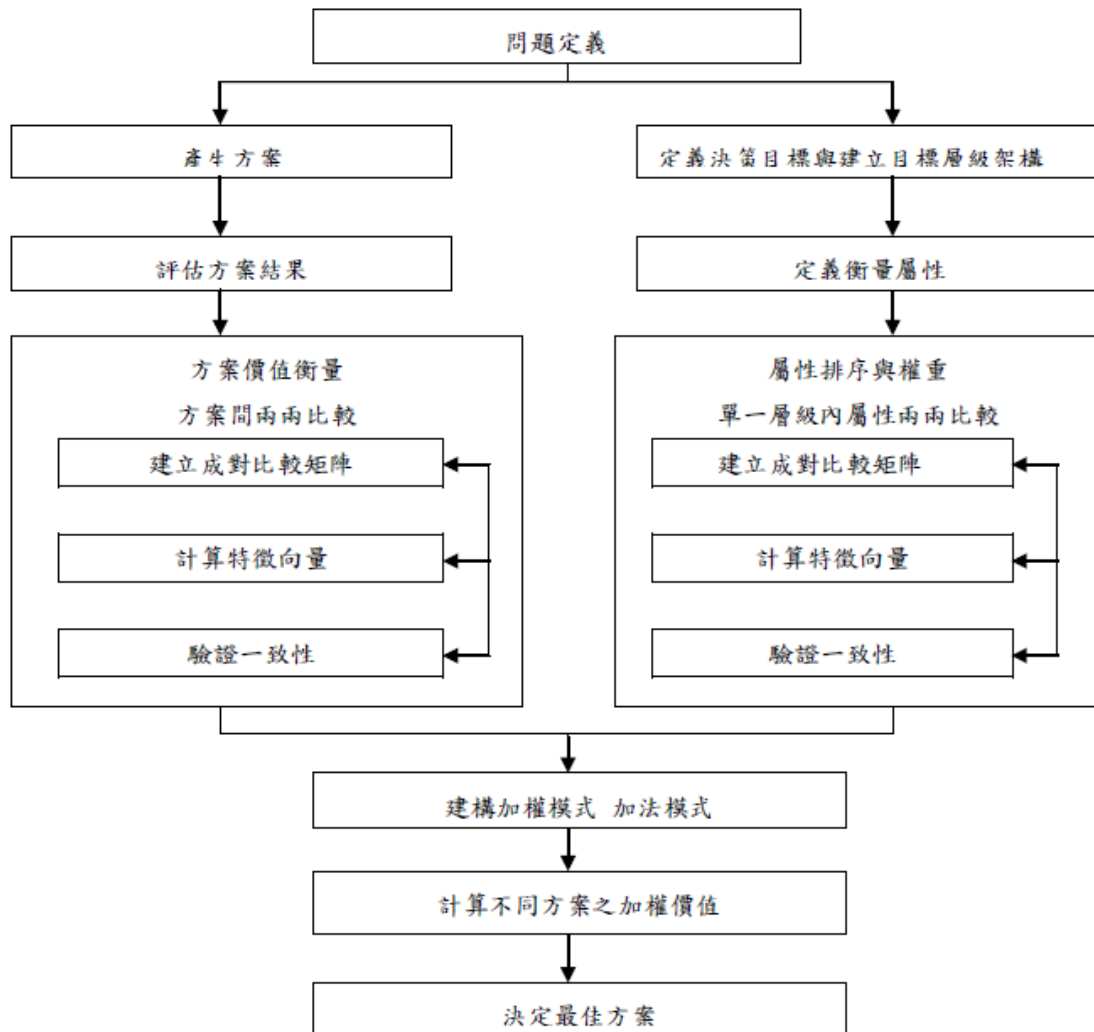 問題定義
產生方案
定義決策目標與建立目標層級架構
評估方案結果
定義衡量屬性
方案價值衡量
方案間兩兩比較
建立成對比較矩陣
計算特徵向量
驗證一致性
屬性排序與權重
單一層級內屬性兩兩比較
建立成對比較矩陣
計算特徵向量
驗證一致性
建構加權模式 加法模式
計算不同方案之加權價值
決定最佳方案